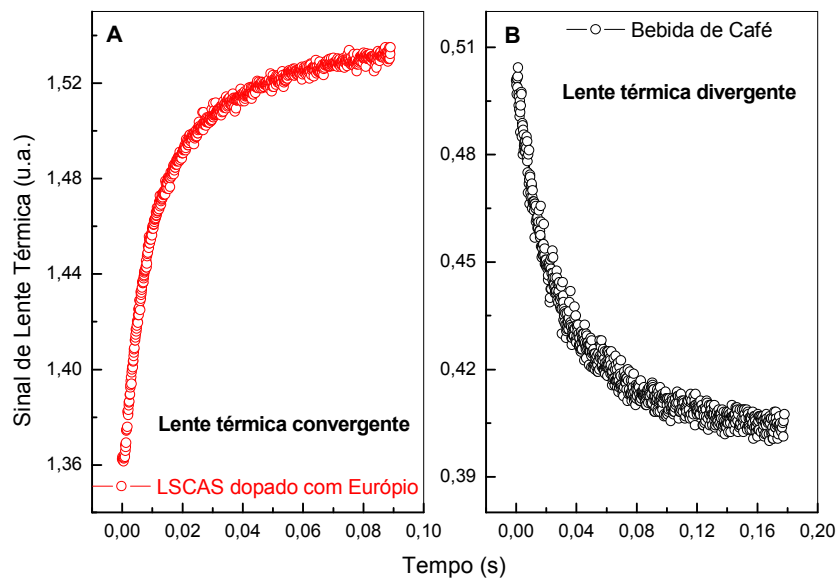 A
Lente térmica convergente
LSCAS dopado com Európio
1,52
1,48
1,44
1,40
1,36
0,00 0,02 0,04 0,06 0,08 0,10
Sinal de Lente Térmica (u.a.)
B
Bebida de Café
Lente térmica divergente
0,51
0,48
0,45
0,42
0,39
0,00 0,04 0,08 0,12 0,16 0,20
Tempo (s)